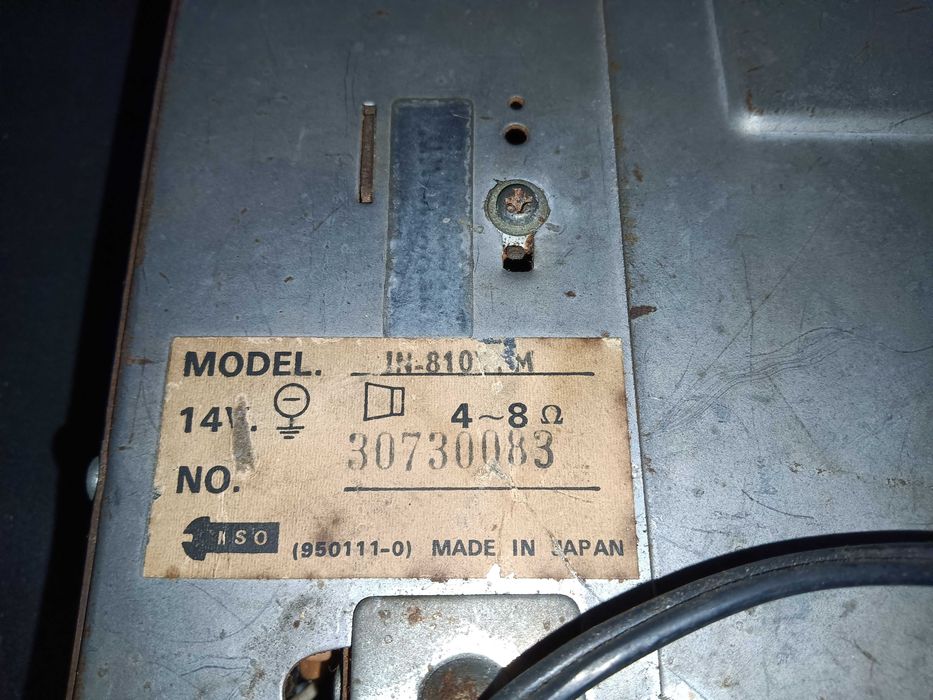 MODEL.
14V. 4~8 Ω
30730083
NO.
(950111-0) MADE IN JAPAN